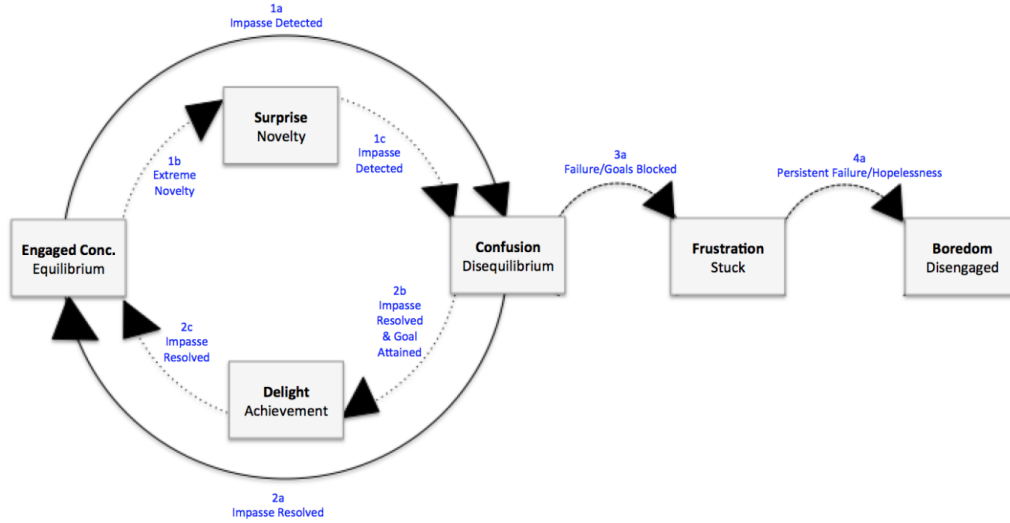 1a
Impasse Detected
Surprise
Novelty
1b
Extreme
Novelty
1c
Impasse
Detected
3a
Failure/Goals Blocked
4a
Persistent Failure/Hopelessness
Engaged Conc.
Equilibrium
Confusion
Disequilibrium
Frustration
Stuck
Boredom
Disengaged
2c
Impasse
Resolved
2b
Impasse
Resolved
& Goal
Attained
Delight
Achievement
2a
Impasse Resolved